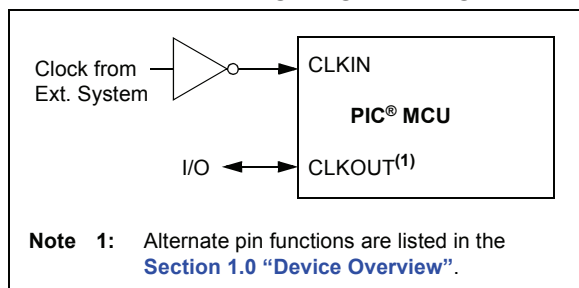 Clock from
Ext. System
CLKIN
PIC® MCU
I/O
CLKOUT(1)
Note 1: Alternate pin functions are listed in the
Section 1.0 “Device Overview”.